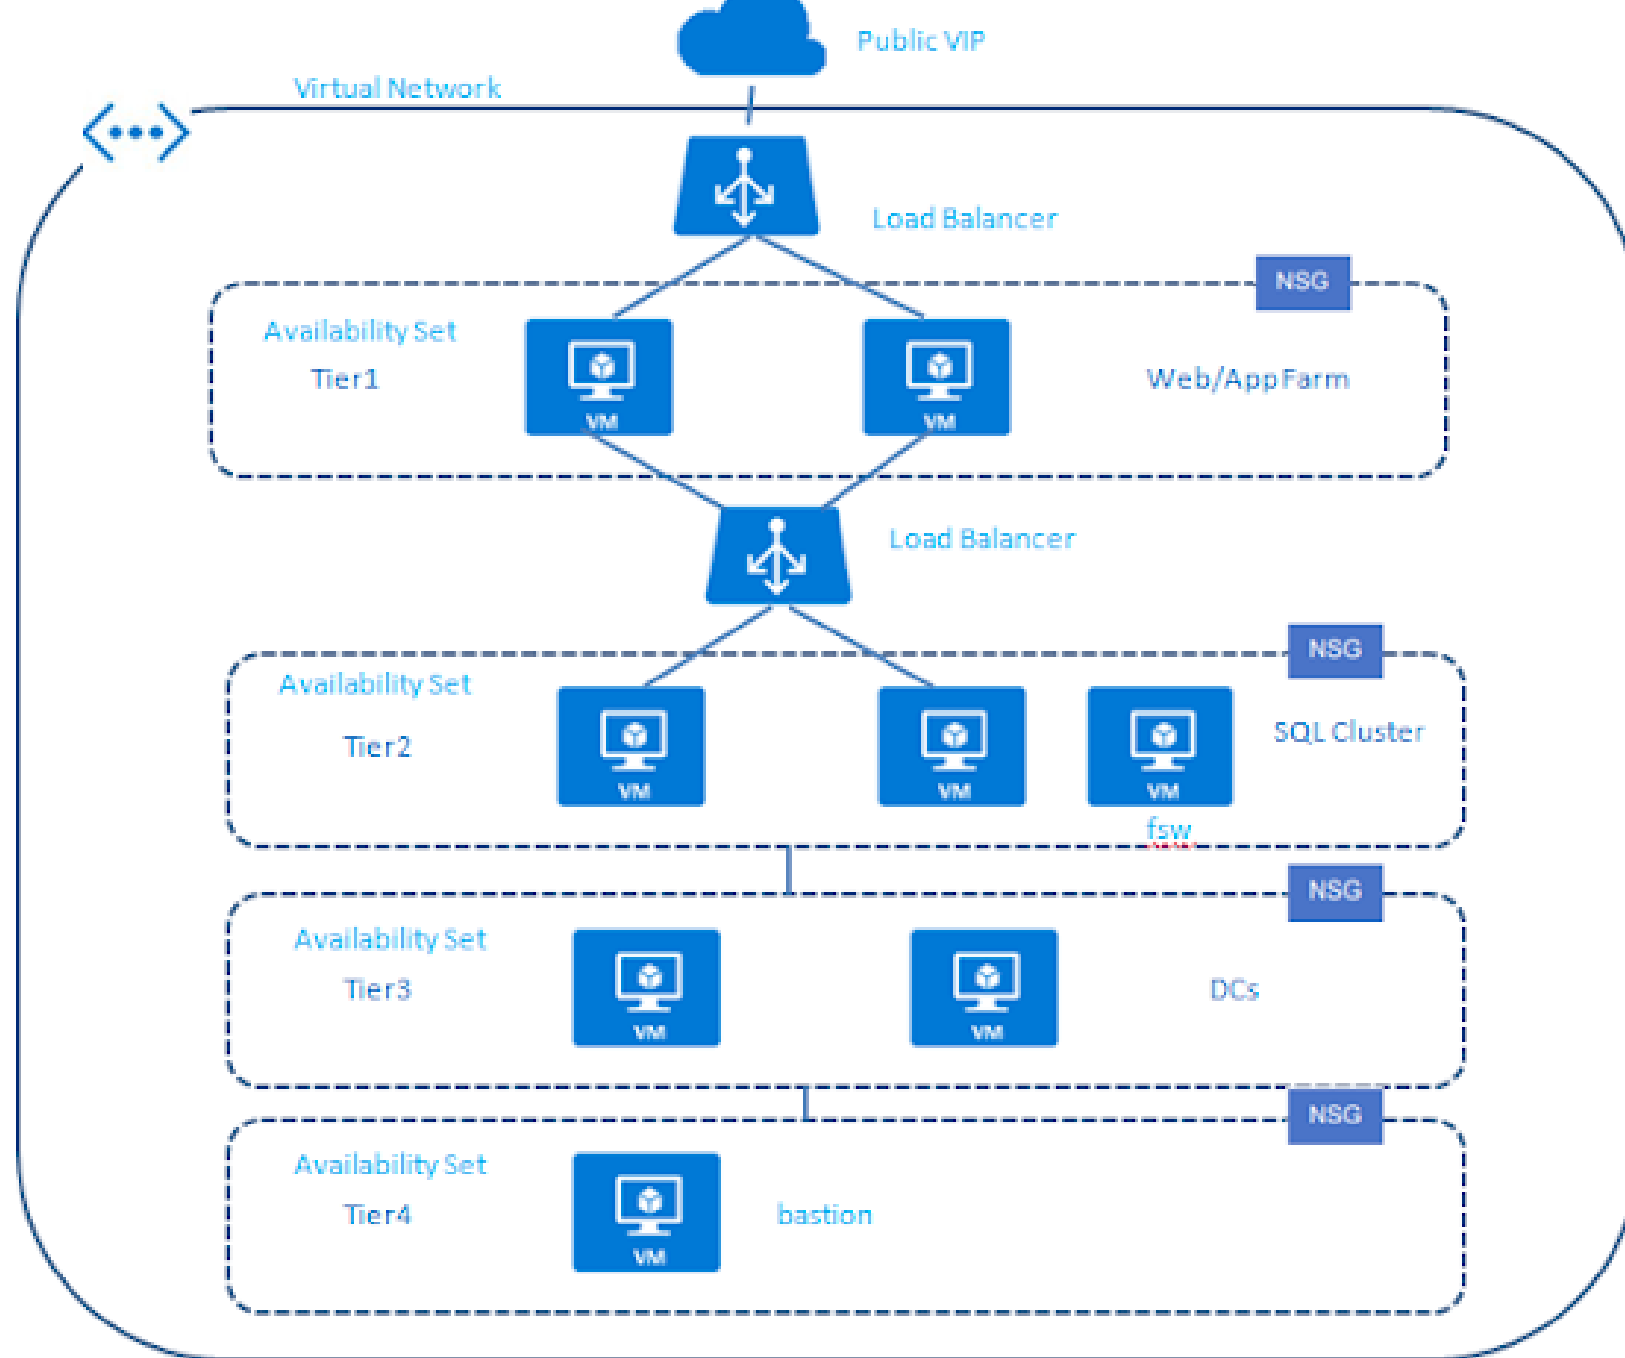 Public VIP
Virtual Network
Load Balancer
NSG
Availability Set
Tier1
VM
VM
Web/App Farm
Load Balancer
NSG
Availability Set
Tier2
VM
VM
VM
SQL Cluster
fsw
NSG
Availability Set
Tier3
VM
VM
DCs
NSG
Availability Set
Tier4
VM
bastion